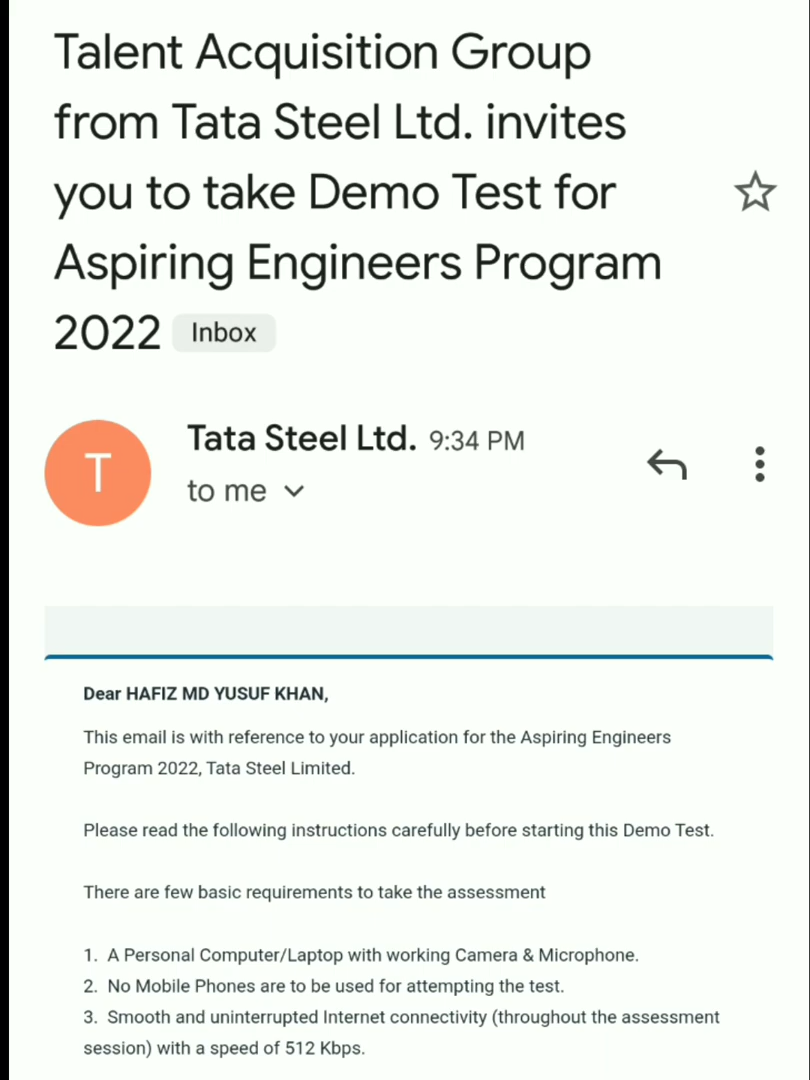 Talent Acquisition Group
from Tata Steel Ltd. invites
you to take Demo Test for
Aspiring Engineers Program
2022 Inbox
Tata Steel Ltd. 9:34 PM
T
to me
Dear HAFIZ MD YUSUF KHAN,
This email is with reference to your application for the Aspiring Engineers
Program 2022, Tata Steel Limited.
Please read the following instructions carefully before starting this Demo Test.
There are few basic requirements to take the assessment
1. A Personal Computer/Laptop with working Camera & Microphone.
2. No Mobile Phones are to be used for attempting the test.
3. Smooth and uninterrupted Internet connectivity (throughout the assessment
session) with a speed of 512 Kbps.